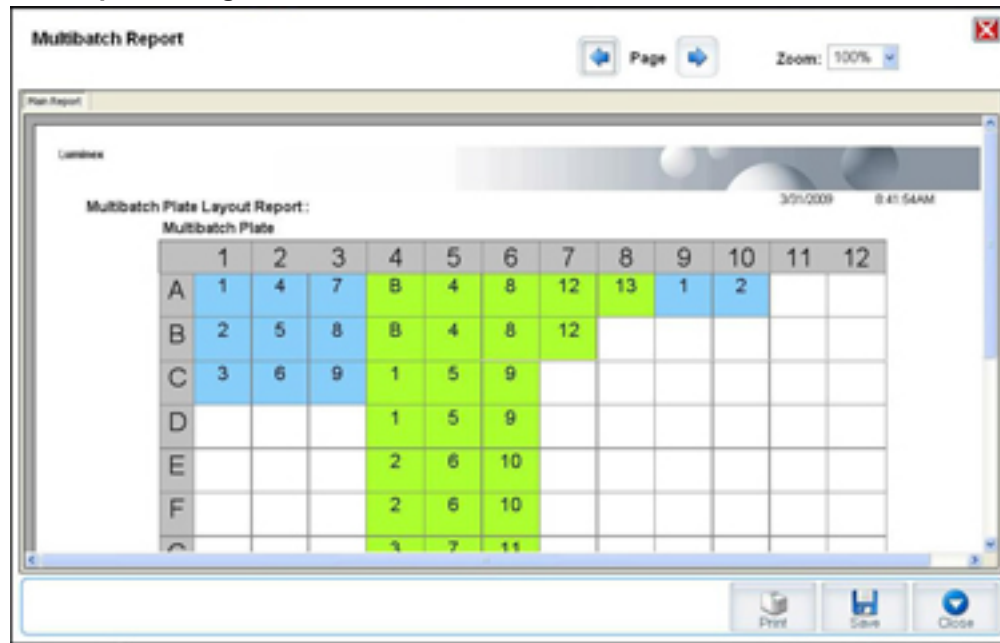 Multibatch Report
Page
Zoom: 100%
Main Report
Luminex
3/31/2009 8:41:54AM
Multibatch Plate Layout Report:
Multibatch Plate
1 2 3 4 5 6 7 8 9 10 11 12
A 1 4 7 B 4 8 12 13 1 2
B 2 5 8 B 4 8 12
C 3 6 9 1 5 9
D 1 5 9
E 2 6 10
F 2 6 10
3 7 11
Print Save Close